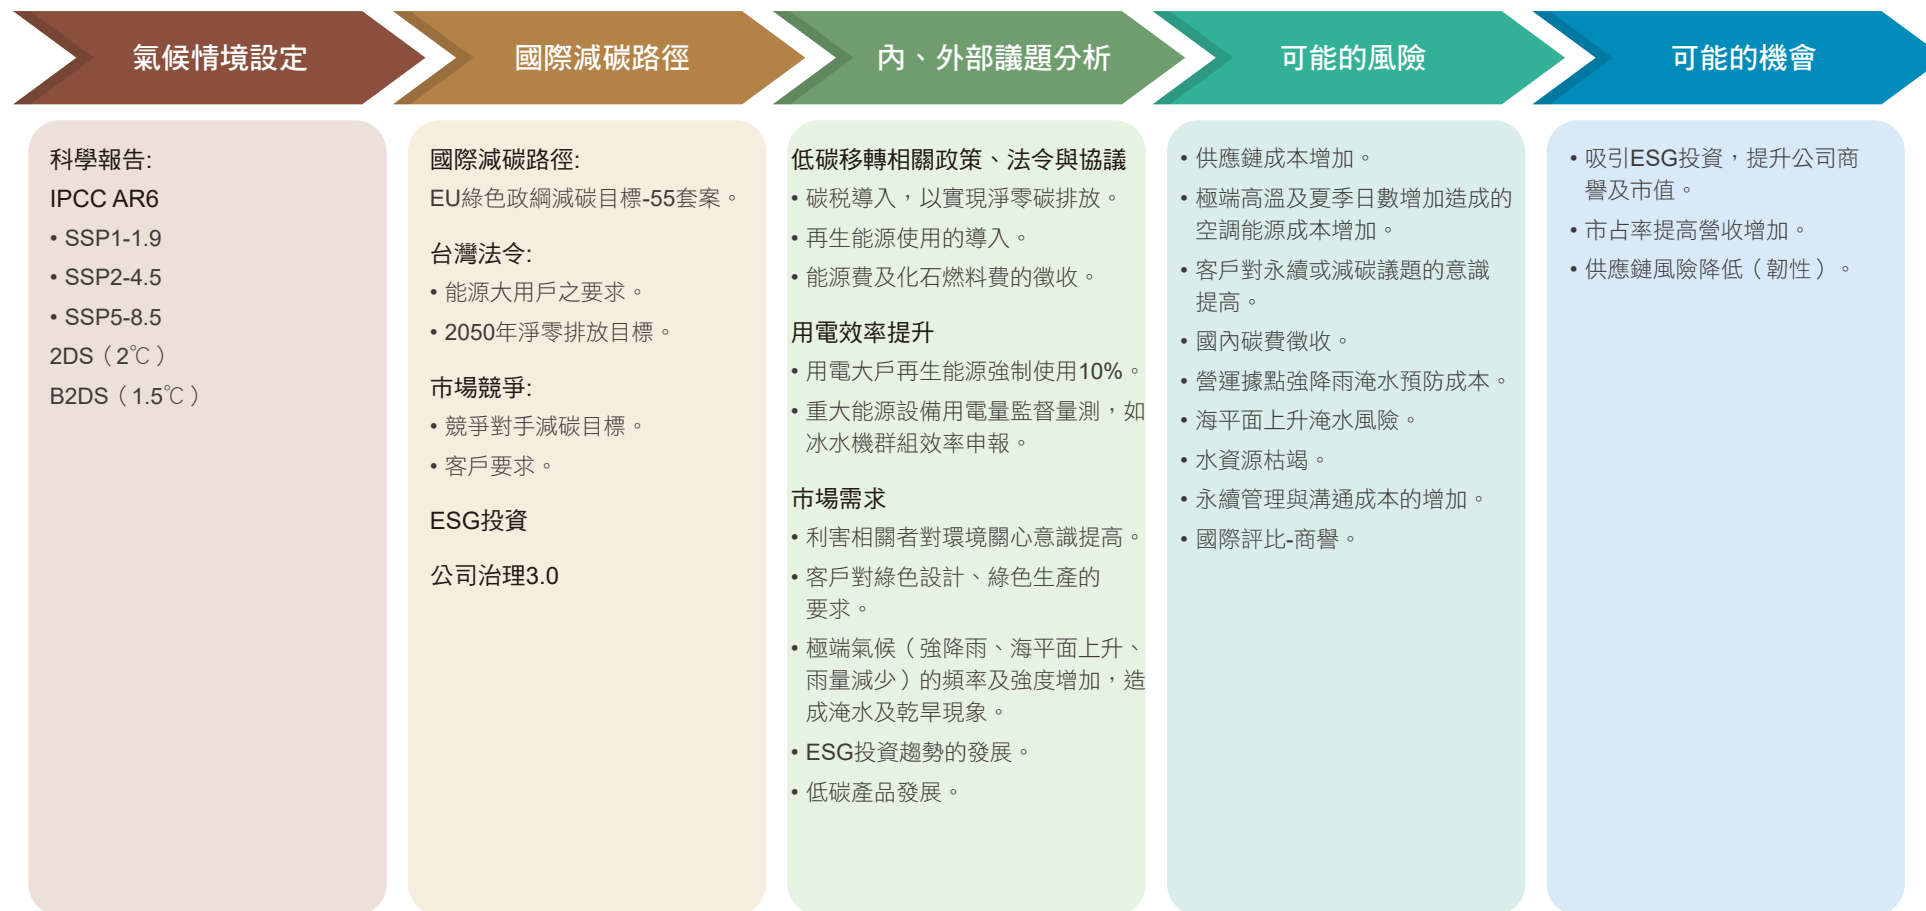 氣候情境設定
國際減碳路徑
內、外部議題分析
可能的風險
可能的機會
科學報告:
IPCC AR6
• SSP1-1.9
• SSP2-4.5
• SSP5-8.5
2DS（2℃）
B2DS（1.5℃）
國際減碳路徑:
EU綠色政綱減碳目標-55套案。
台灣法令:
• 能源大用戶之要求。
• 2050年淨零排放目標。
市場競爭:
• 競爭對手減碳目標。
• 客戶要求。
ESG投資
公司治理3.0
低碳移轉相關政策、法令與協議
• 碳稅導入，以實現淨零碳排放。
• 再生能源使用的導入。
• 能源費及化石燃料費的徵收。
用電效率提升
• 用電大戶再生能源強制使用10%。
• 重大能源設備用電量監督量測，如
冰水機群組效率申報。
市場需求
• 利害相關者對環境關心意識提高。
• 客戶對綠色設計、綠色生產的
要求。
• 極端氣候（強降雨、海平面上升、
雨量減少）的頻率及強度增加，造
成淹水及乾旱現象。
• ESG投資趨勢的發展。
• 低碳產品發展。
• 供應鏈成本增加。
• 極端高溫及夏季日數增加造成的
空調能源成本增加。
• 客戶對永續或減碳議題的意識
提高。
• 國內碳費徵收。
• 營運據點強降雨淹水預防成本。
• 海平面上升淹水風險。
• 水資源枯竭。
• 永續管理與溝通成本的增加。
• 國際評比-商譽。
• 吸引ESG投資，提升公司商
譽及市值。
• 市占率提高營收增加。
• 供應鏈風險降低（韌性）。